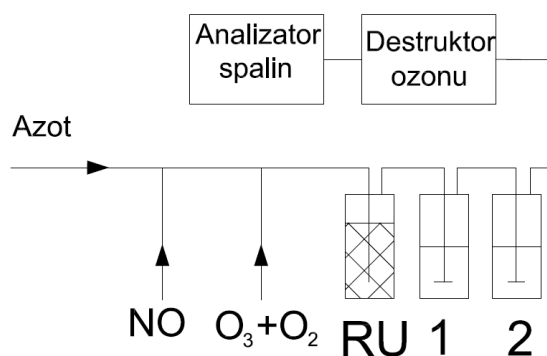 Analizator
spalin
Destruktor
ozonu
Azot
NO
O₃+O₂
RU
1
2